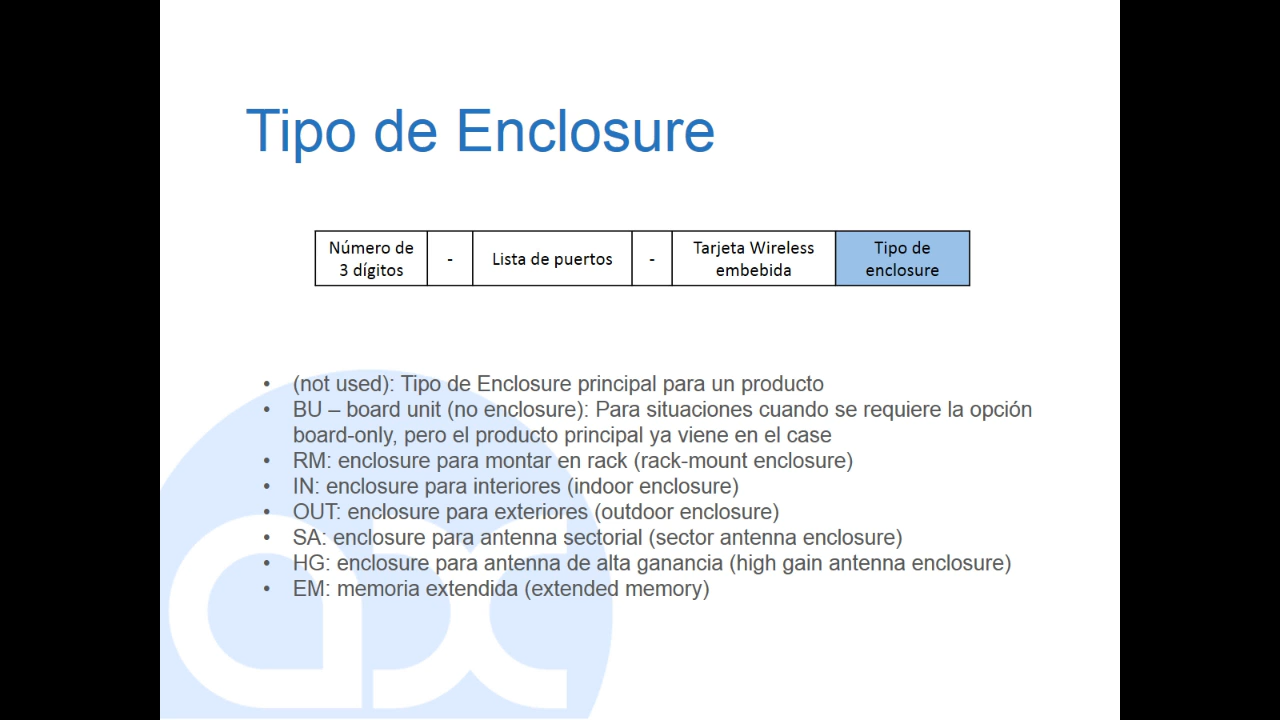 Tipo de Enclosure
Número de
3 dígitos
-
Lista de puertos
-
Tarjeta Wireless
embebida
Tipo de
enclosure
• (not used): Tipo de Enclosure principal para un producto
• BU – board unit (no enclosure): Para situaciones cuando se requiere la opción
board-only, pero el producto principal ya viene en el case
• RM: enclosure para montar en rack (rack-mount enclosure)
• IN: enclosure para interiores (indoor enclosure)
• OUT: enclosure para exteriores (outdoor enclosure)
• SA: enclosure para antenna sectorial (sector antenna enclosure)
• HG: enclosure para antenna de alta ganancia (high gain antenna enclosure)
• EM: memoria extendida (extended memory)
ax